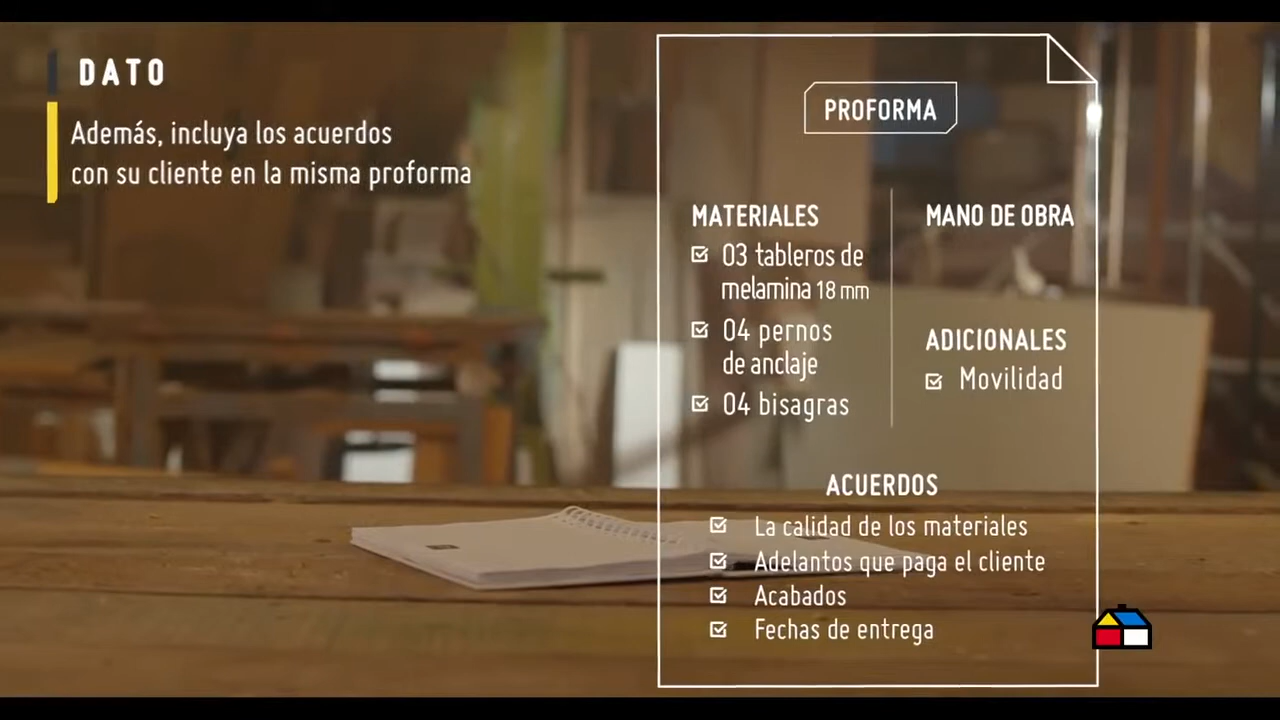 DATO
Además, incluya los acuerdos
con su cliente en la misma proforma
PROFORMA
MATERIALES
03 tableros de
melamina 18 mm
04 pernos
de anclaje
04 bisagras
MANO DE OBRA
ADICIONALES
Movilidad
ACUERDOS
La calidad de los materiales
Adelantos que paga el cliente
Acabados
Fechas de entrega